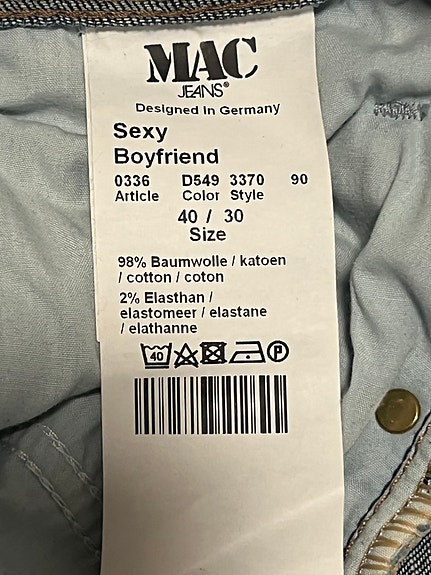 MAC
JEANS®
Designed in Germany
Sexy
Boyfriend
0336 D549 3370 90
Article Color Style
40 / 30
Size
98% Baumwolle / katoen
/ cotton / coton
2% Elasthan /
elastomeer / elastane
/ elathanne
40 P